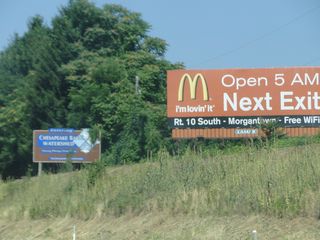 CHESAPEAKE BAY
WATERSHED
M
i'm lovin' it
Open 5 AM
Next Exit
Rt. 10 South - Morgantown - Free WiFi
LAMAR